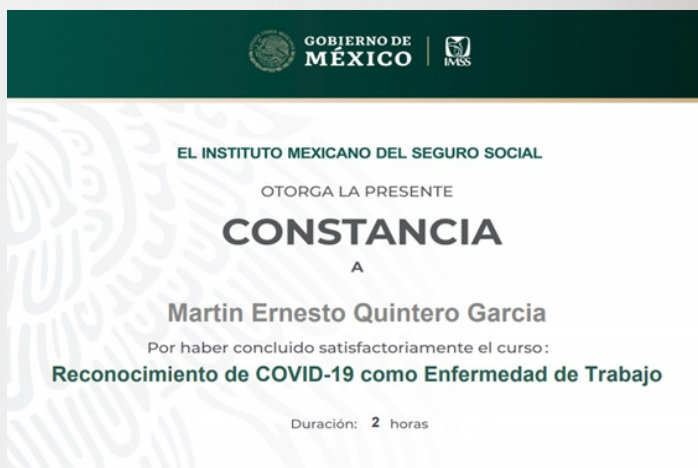 GOBIERNO DE
MÉXICO
IMSS
EL INSTITUTO MEXICANO DEL SEGURO SOCIAL
OTORGA LA PRESENTE
CONSTANCIA
A
Martin Ernesto Quintero Garcia
Por haber concluido satisfactoriamente el curso:
Reconocimiento de COVID-19 como Enfermedad de Trabajo
Duración: 2 horas